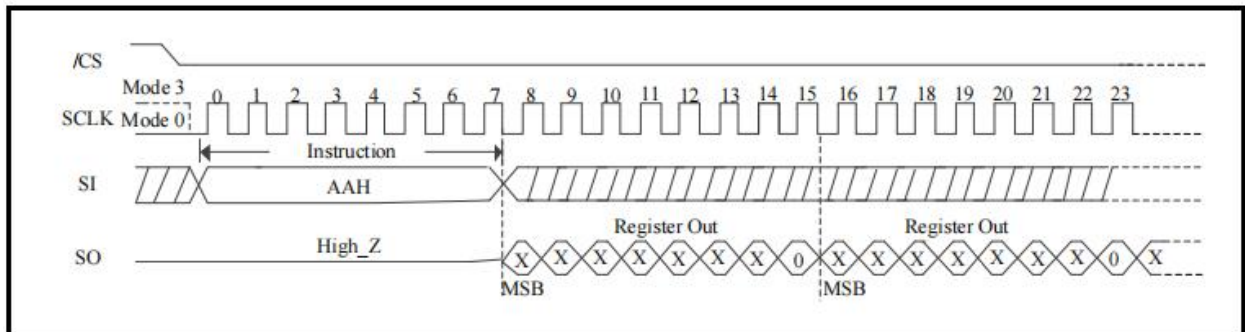 /CS
Mode 3
0 1 2 3 4 5 6 7 8 9 10 11 12 13 14 15 16 17 18 19 20 21 22 23
SCLK Mode 0
Instruction
SI AAH
Register Out Register Out
SO High_Z X X X X X X X 0 X X X X X X X 0 X
MSB MSB